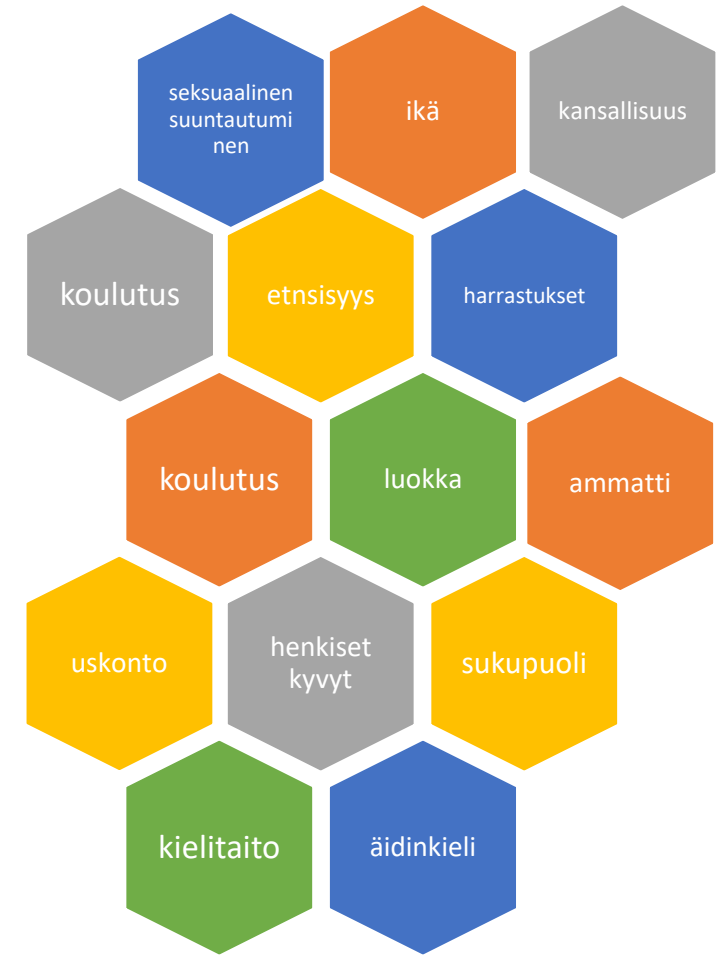 seksuaalinen
suuntautumi
nen
ikä
kansallisuus
koulutus
etnsisyys
harrastukset
koulutus
luokka
ammatti
uskonto
henkiset
kyvyt
sukupuoli
kielitaito
äidinkieli